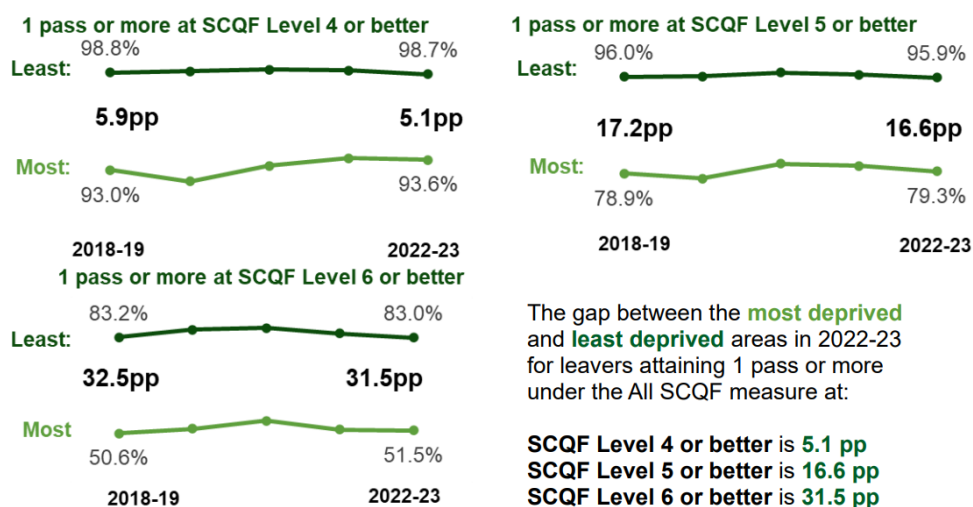 1 pass or more at SCQF Level 4 or better
98.8%
98.7%
Least:
5.9pp
5.1pp
Most:
93.0%
93.6%
2018-19
2022-23
1 pass or more at SCQF Level 5 or better
96.0%
95.9%
Least:
17.2pp
16.6pp
Most:
78.9%
79.3%
2018-19
2022-23
1 pass or more at SCQF Level 6 or better
83.2%
83.0%
Least:
32.5pp
31.5pp
Most
50.6%
51.5%
2018-19
2022-23
The gap between the most deprived
and least deprived areas in 2022-23
for leavers attaining 1 pass or more
under the All SCQF measure at:
SCQF Level 4 or better is 5.1 pp
SCQF Level 5 or better is 16.6 pp
SCQF Level 6 or better is 31.5 pp